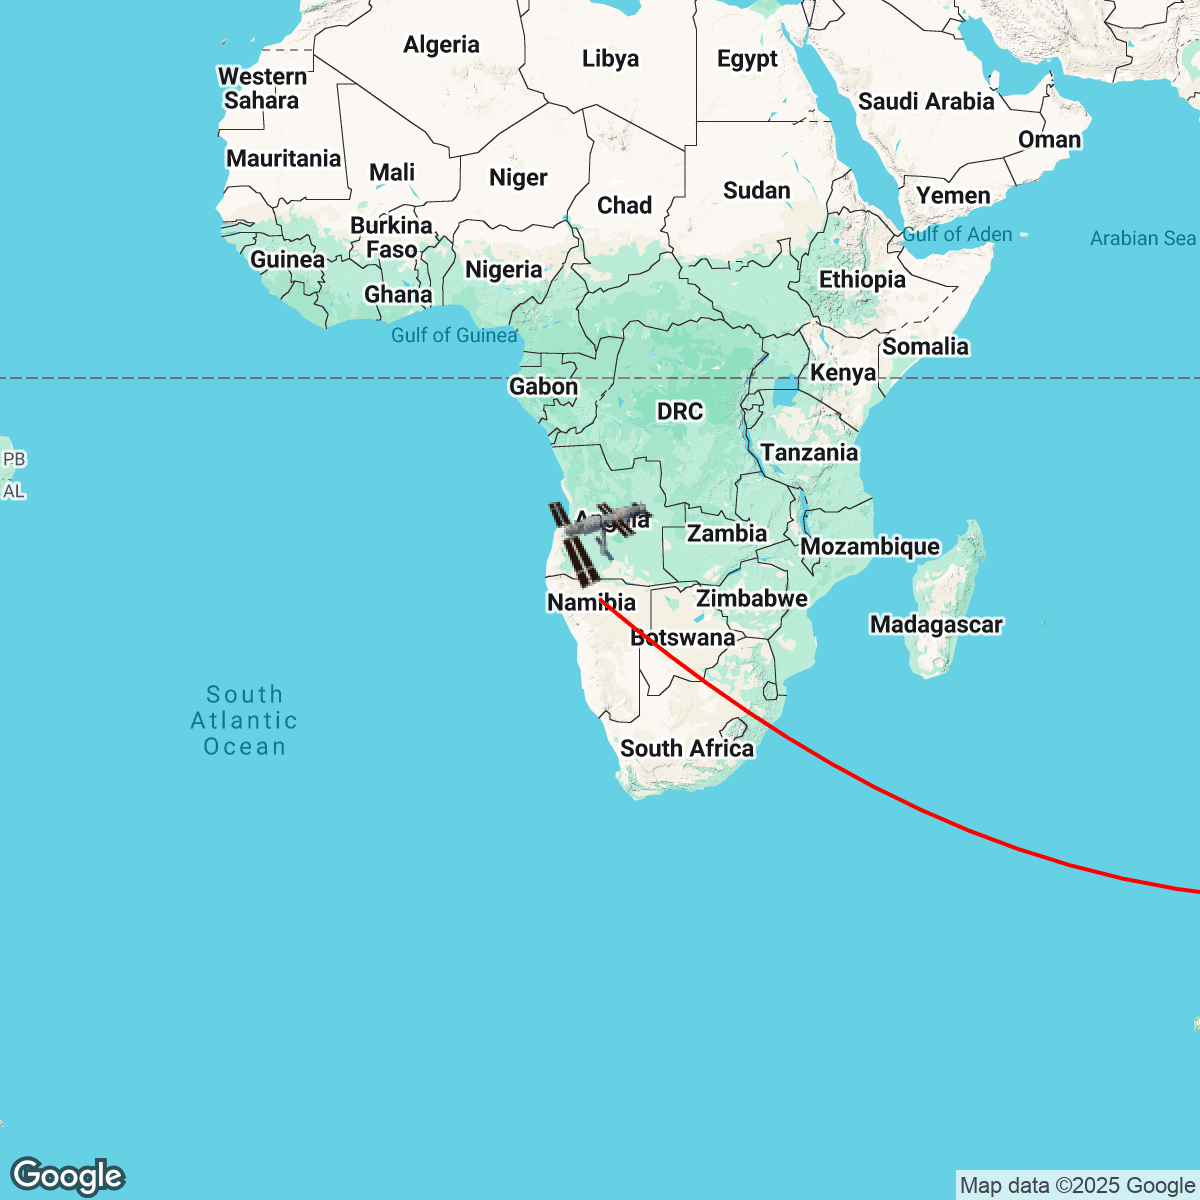 Algeria
Libya
Egypt
Western
Sahara
Saudi Arabia
Oman
Mauritania
Mali
Niger
Chad
Sudan
Yemen
Burkina
Faso
Gulf of Aden
Arabian Sea
Guinea
Nigeria
Ethiopia
Ghana
Gulf of Guinea
Somalia
Kenya
Gabon
DRC
Tanzania
PB
AL
Zambia
Mozambique
Namibia
Zimbabwe
Madagascar
Botswana
South
Atlantic
Ocean
South Africa
Google
Map data ©2025 Google